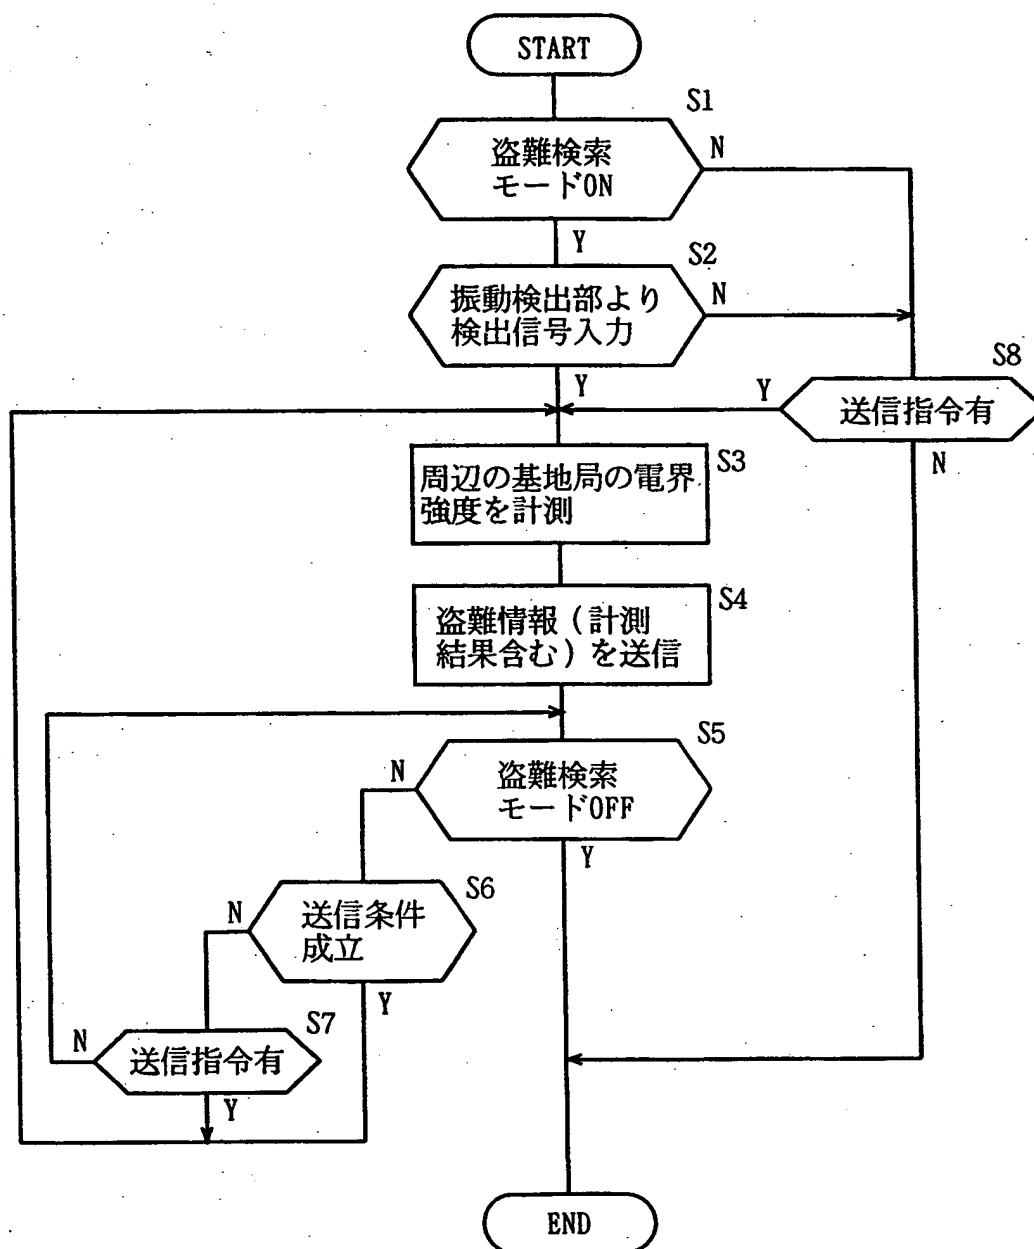 START
S1
盗難検索
モードON
N
Y
S2
振動検出部より
検出信号入力
N
Y
S8
送信指令有
Y
N
S3
周辺の基地局の電界
強度を計測
S4
盗難情報（計測
結果含む）を送信
S5
盗難検索
モードOFF
N
Y
S6
送信条件
成立
N
Y
S7
送信指令有
N
Y
END